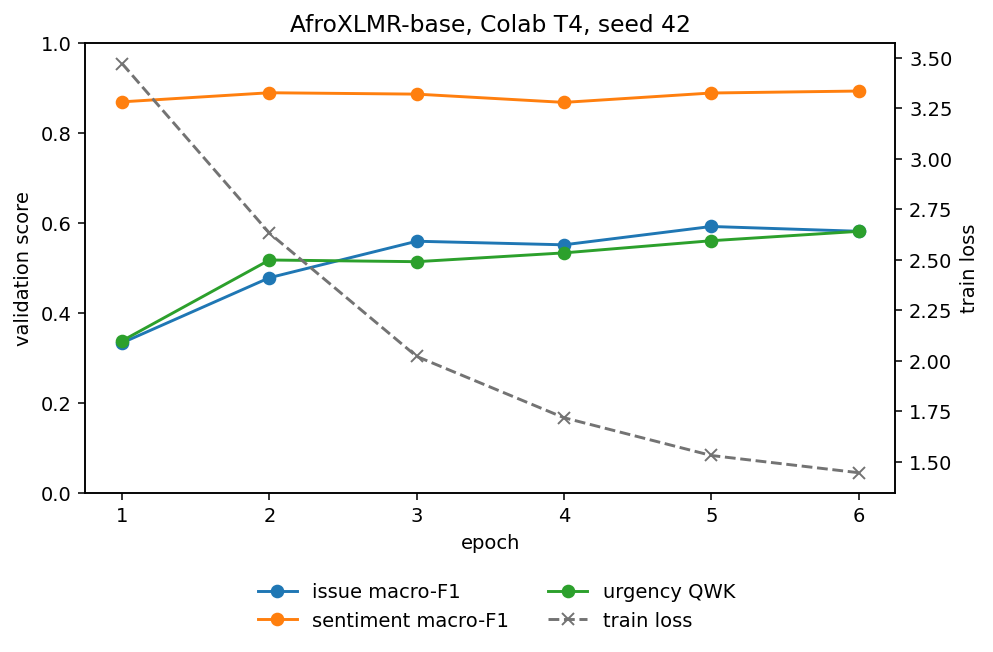 AfroXLMR-base, Colab T4, seed 42
1.0
0.8
0.6
0.4
0.2
0.0
validation score
3.50
3.25
3.00
2.75
2.50
2.25
2.00
1.75
1.50
train loss
1 2 3 4 5 6
epoch
issue macro-F1 urgency QWK
sentiment macro-F1 train loss